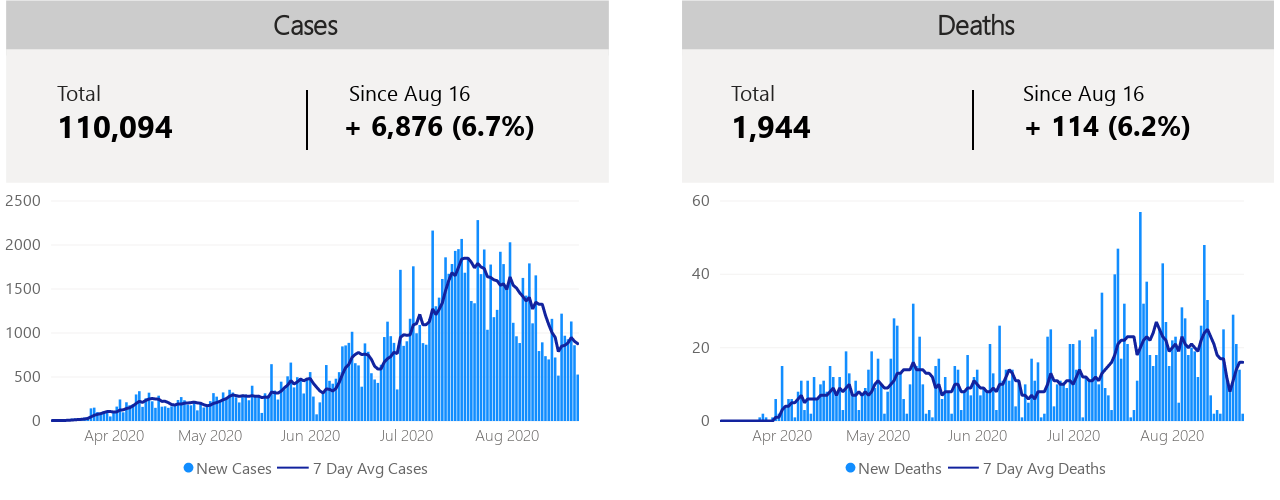 Cases
Total
110,094
Since Aug 16
+ 6,876 (6.7%)
2500
2000
1500
1000
500
0
Apr 2020 May 2020 Jun 2020 Jul 2020 Aug 2020
New Cases 7 Day Avg Cases
Deaths
Total
1,944
Since Aug 16
+ 114 (6.2%)
60
40
20
0
Apr 2020 May 2020 Jun 2020 Jul 2020 Aug 2020
New Deaths 7 Day Avg Deaths